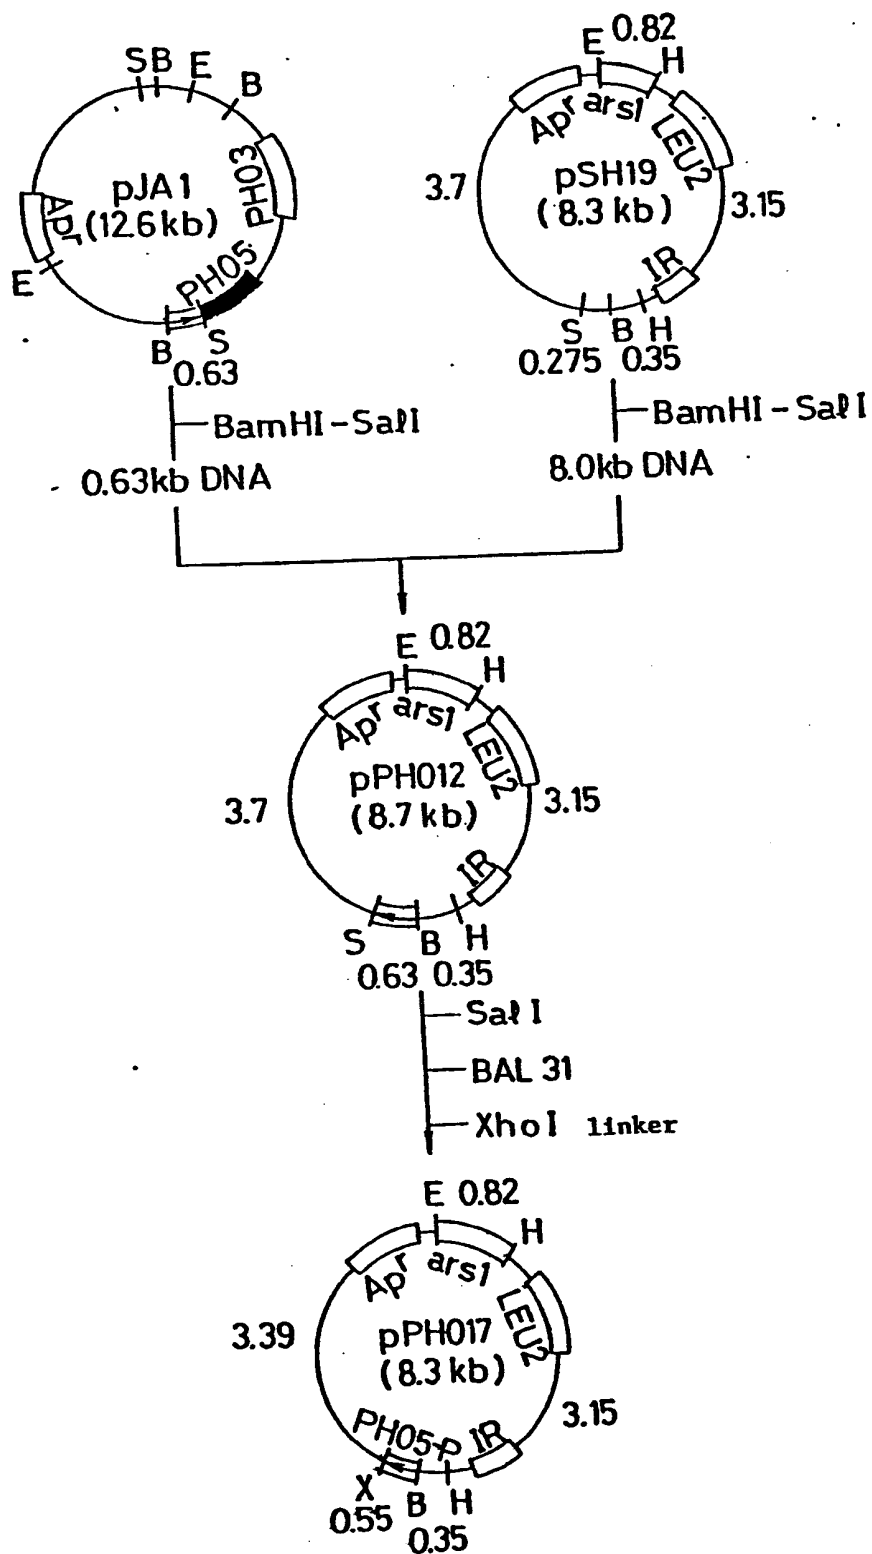 S B E B
pJA1
(12.6 kb)
PHO3
PHO5
Apr
E
B S
0.63
BamHI-SalI
0.63kb DNA
E 0.82
H
Apr ars1
LEU2
pSH19
(8.3 kb)
3.7
3.15
IR
S B H
0.275 0.35
BamHI-SalI
8.0kb DNA
E 0.82
H
Apr ars1
LEU2
pPHO12
(8.7 kb)
3.7
3.15
IR
S B H
0.63 0.35
Sal I
BAL 31
XhoI linker
E 0.82
H
Apr ars1
LEU2
pPHO17
(8.3 kb)
3.39
3.15
PHO5-P IR
X B H
0.55
0.35